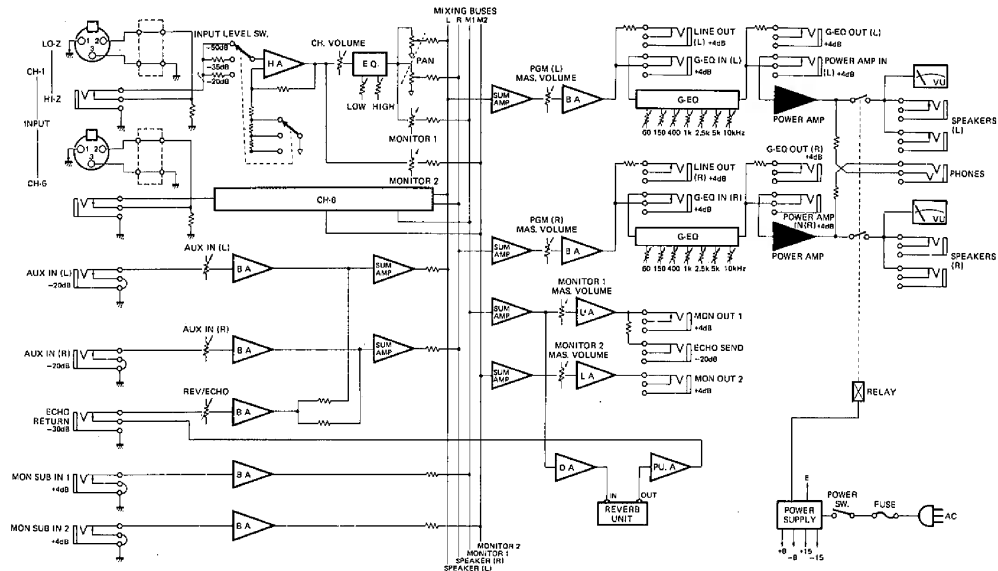 MIXING BUSES
L R M1 M2
LO-Z
CH-1
HI-Z
INPUT
CH-6
1 2
3
1 2
3
INPUT LEVEL SW.
-50dB
-35dB
-20dB
H A
CH. VOLUME
E Q.
LOW HIGH
PAN
MONITOR 1
MONITOR 2
CH-6
AUX IN (L)
-20dB
AUX IN (L)
B A
SUM AMP
AUX IN (R)
-20dB
AUX IN (R)
B A
SUM AMP
ECHO RETURN
-30dB
REV/ECHO
B A
MON SUB IN 1
+4dB
B A
MON SUB IN 2
+4dB
B A
MONITOR 2
MONITOR 1
SPEAKER (R)
SPEAKER (L)
SUM AMP
PGM (L)
MAS. VOLUME
B A
LINE OUT
(L) +4dB
G-EQ IN (L)
+4dB
G-EQ
60 150 400 1k 2.5k 5k 10kHz
G-EQ OUT (L)
+4dB
POWER AMP IN
(L) +4dB
POWER AMP
VU
SPEAKERS
(L)
PHONES
SUM AMP
PGM (R)
MAS. VOLUME
B A
LINE OUT
(R) +4dB
G-EQ IN (R)
+4dB
G-EQ
60 150 400 1k 2.5k 5k 10kHz
G-EQ OUT (R)
+4dB
POWER AMP
IN(R) +4dB
POWER AMP
VU
SPEAKERS
(R)
SUM AMP
MONITOR 1
MAS. VOLUME
L A
MON OUT 1
+4dB
ECHO SEND
-20dB
SUM AMP
MONITOR 2
MAS. VOLUME
L A
MON OUT 2
+4dB
D A
PU. A
IN OUT
REVERB
UNIT
RELAY
E
POWER
SUPPLY
POWER
SW.
FUSE
AC
+B
-B
+15
-15